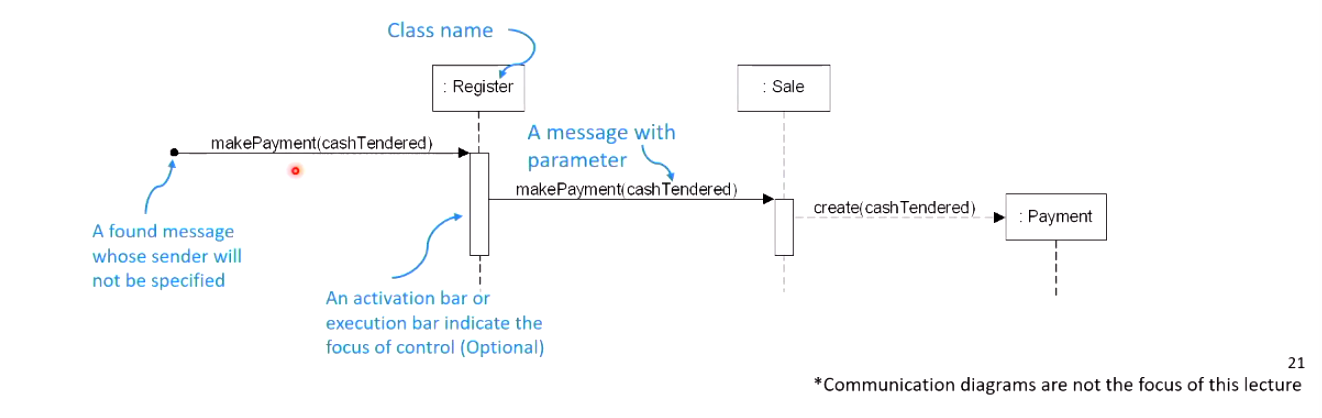 Class name
: Register
: Sale
makePayment(cashTendered)
A message with
parameter
makePayment(cashTendered)
create(cashTendered)
: Payment
A found message
whose sender will
not be specified
An activation bar or
execution bar indicate the
focus of control (Optional)
21
*Communication diagrams are not the focus of this lecture